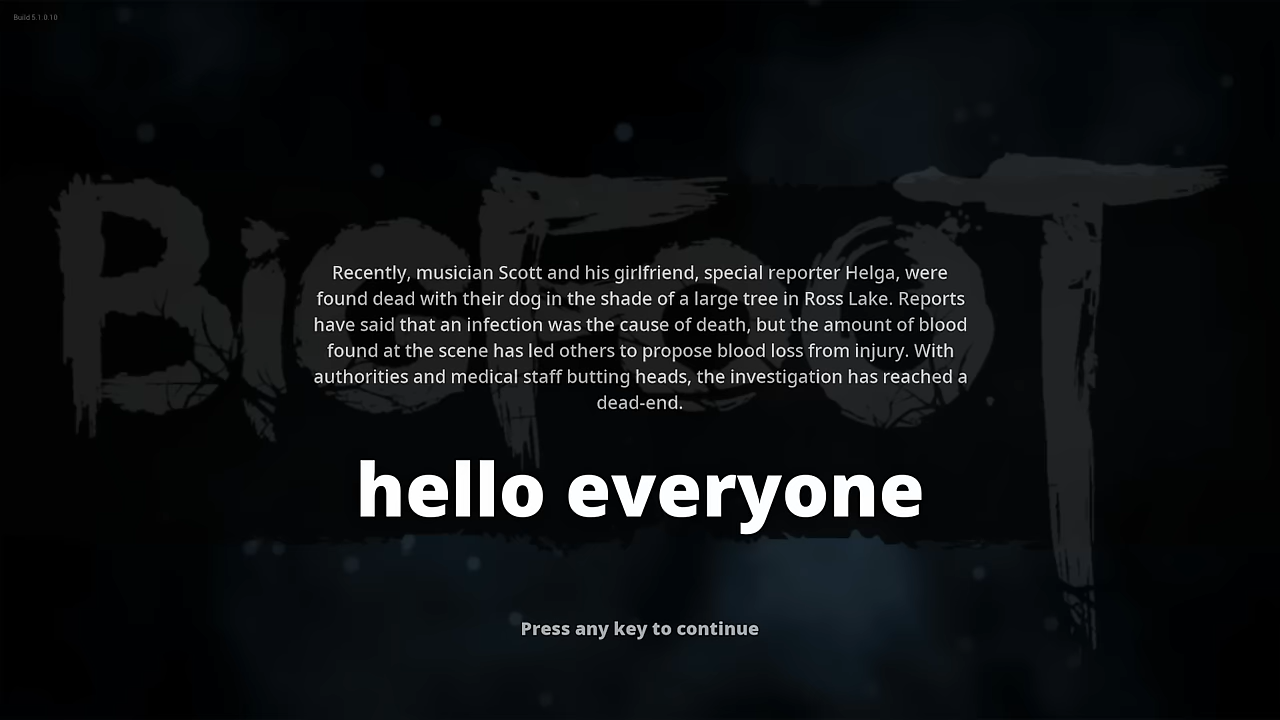 Build 5.1.0.10
BIGFOOT
Recently, musician Scott and his girlfriend, special reporter Helga, were
found dead with their dog in the shade of a large tree in Ross Lake. Reports
have said that an infection was the cause of death, but the amount of blood
found at the scene has led others to propose blood loss from injury. With
authorities and medical staff butting heads, the investigation has reached a
dead-end.
hello everyone
Press any key to continue